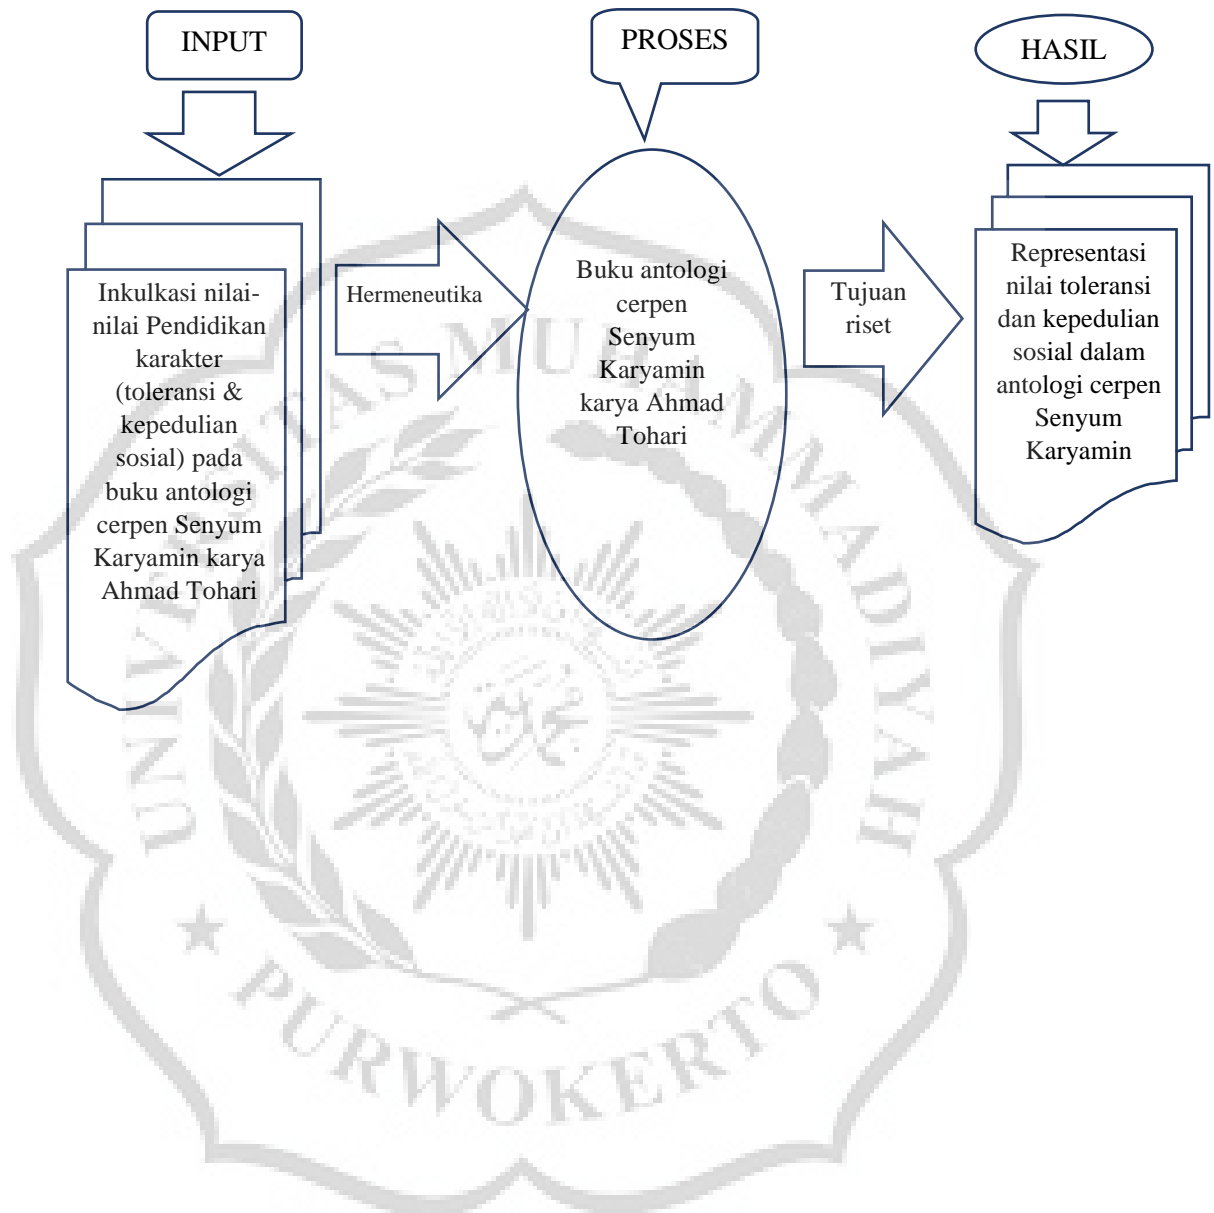 INPUT
PROSES
HASIL
Inkulkasi nilai-
nilai Pendidikan
karakter
(toleransi &
kepedulian
sosial) pada
buku antologi
cerpen Senyum
Karyamin karya
Ahmad Tohari
Hermeneutika
Buku antologi
cerpen
Senyum
Karyamin
karya Ahmad
Tohari
Tujuan
riset
Representasi
nilai toleransi
dan kepedulian
sosial dalam
antologi cerpen
Senyum
Karyamin
UNIVERSITAS MUHAMMADIYAH
PURWOKERTO